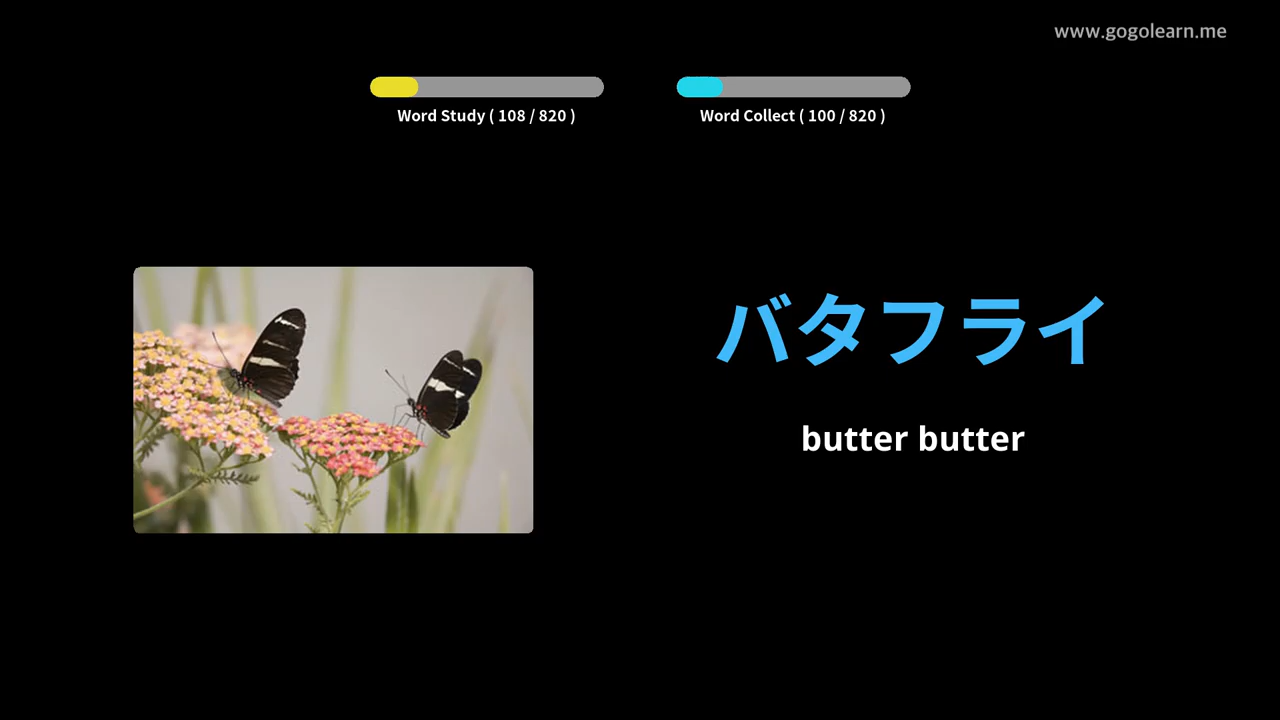 www.gogolearn.me
Word Study ( 108 / 820 )
Word Collect ( 100 / 820 )
バタフライ
butter butter